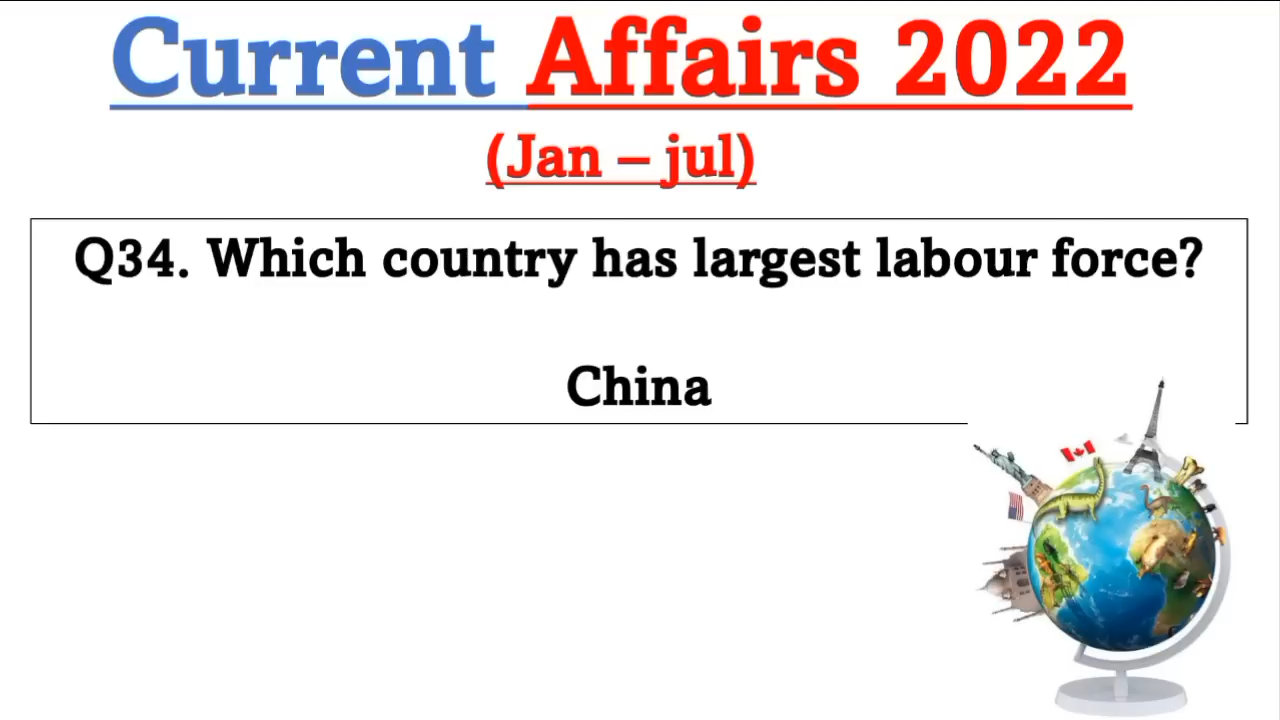 Current Affairs 2022
(Jan – jul)
Q34. Which country has largest labour force?
China